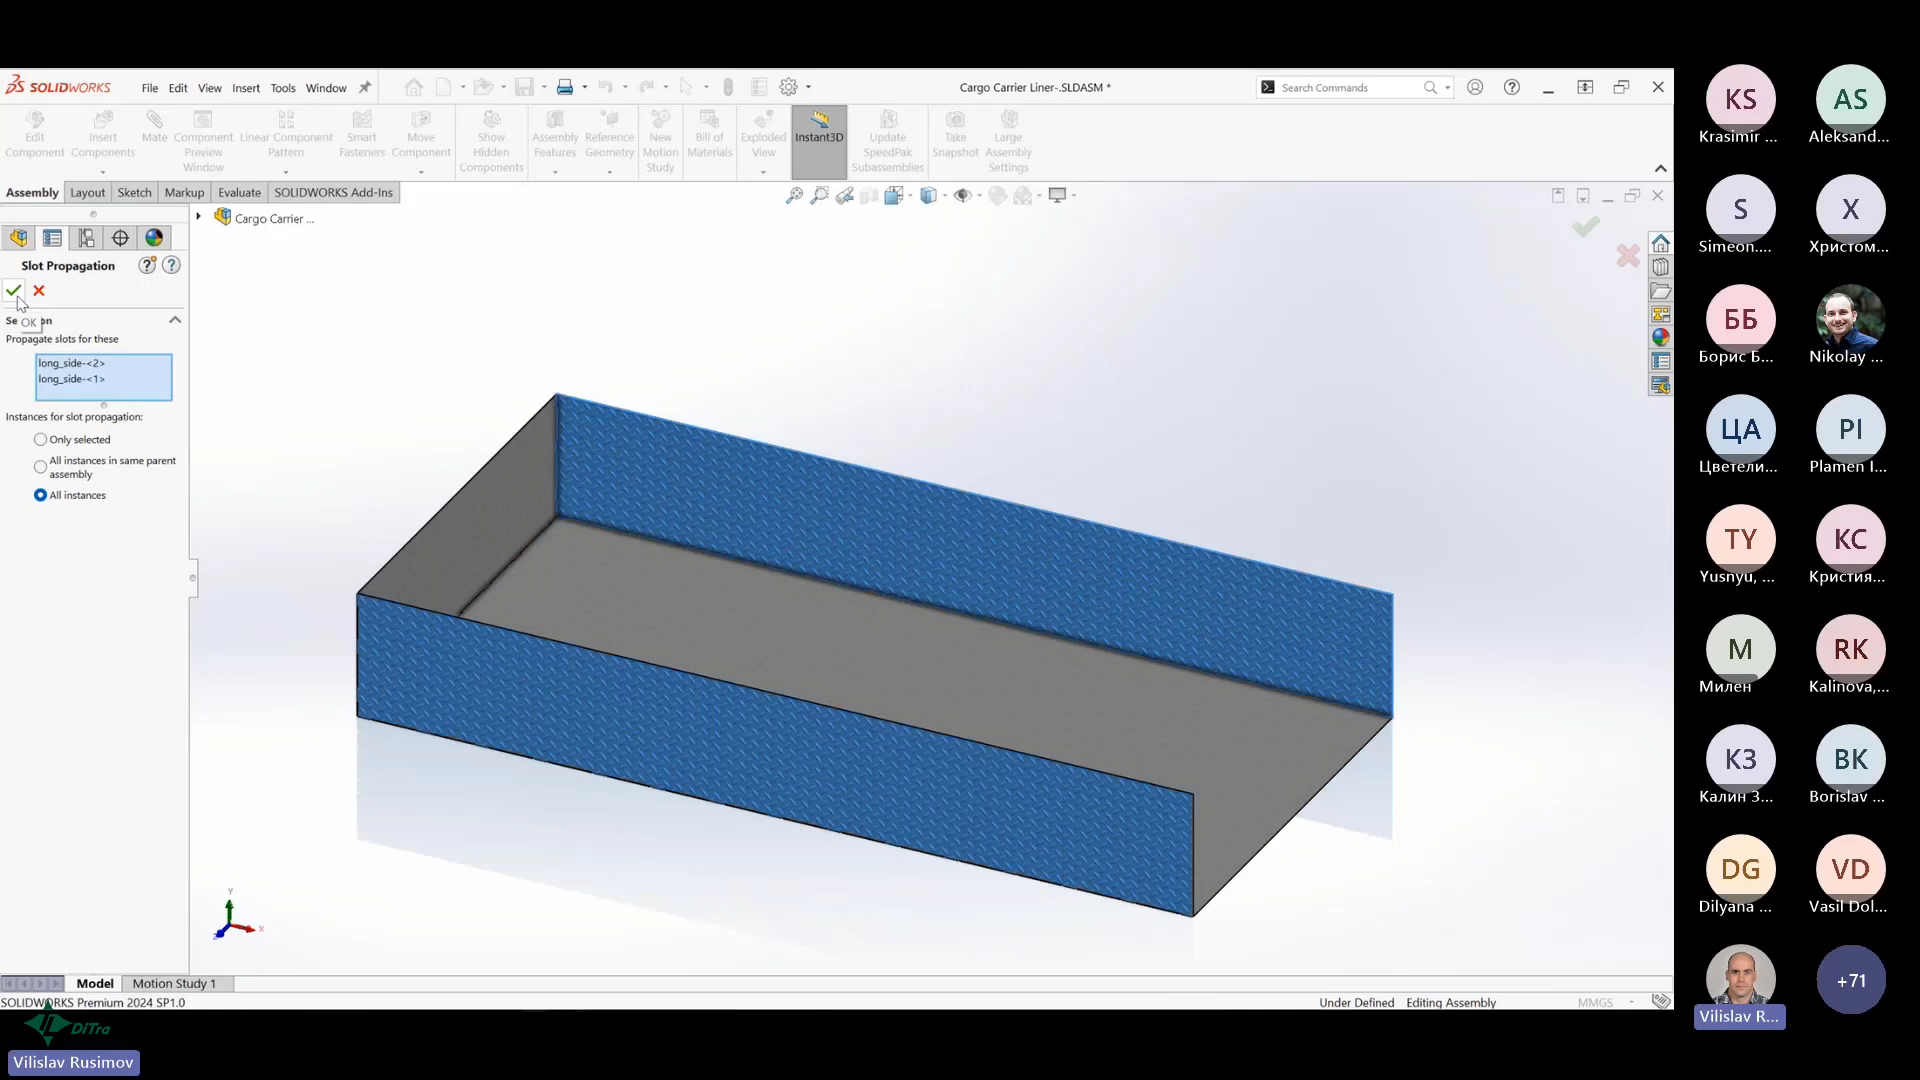 SOLIDWORKS
File Edit View Insert Tools Window
Cargo Carrier Liner-.SLDASM *
Search Commands
Edit Component
Insert Components
Mate
Component Preview Window
Linear Component Pattern
Smart Fasteners
Move Component
Show Hidden Components
Assembly Features
Reference Geometry
New Motion Study
Bill of Materials
Exploded View
Instant3D
Update SpeedPak Subassemblies
Take Snapshot
Large Assembly Settings
Assembly Layout Sketch Markup Evaluate SOLIDWORKS Add-Ins
Cargo Carrier ...
Slot Propagation
OK
Propagate slots for these
long_side-<2>
long_side-<1>
Instances for slot propagation:
Only selected
All instances in same parent
assembly
All instances
Y
X
Z
Model Motion Study 1
SOLIDWORKS Premium 2024 SP1.0
Under Defined Editing Assembly MMGS
DiTra
Vilislav Rusimov
KS
Krasimir ...
AS
Aleksand...
S
Simeon....
X
Христом...
ББ
Борис Б...
Nikolay ...
ЦА
Цветели...
PI
Plamen I...
TY
Yusnyu, ...
КС
Кристия...
М
Милен
RK
Kalinova,...
КЗ
Калин З...
BK
Borislav ...
DG
Dilyana ...
VD
Vasil Dol...
Vilislav R...
+71